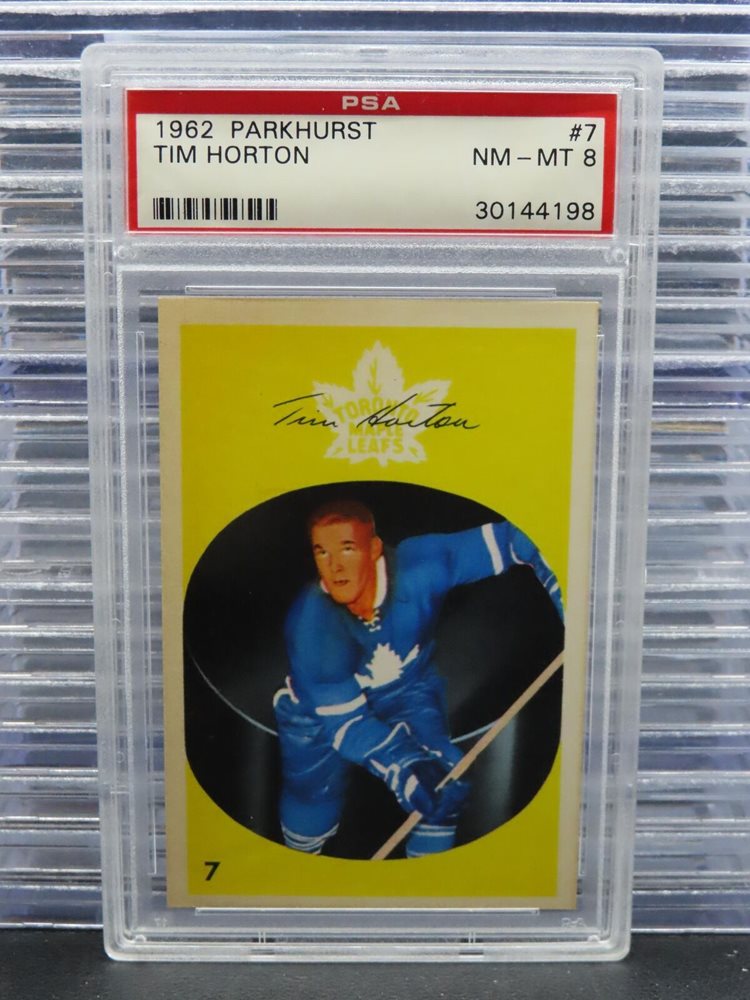 PSA
1962 PARKHURST #7
TIM HORTON NM – MT 8
30144198
TORONTO
MAPLE
LEAFS
Tim Horton
7